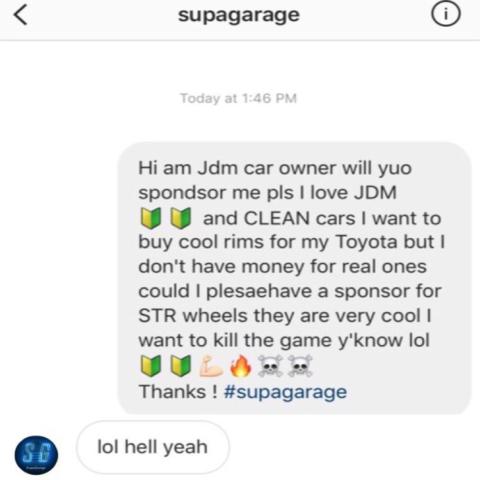 supagarage
Today at 1:46 PM
Hi am Jdm car owner will yuo
spondsor me pls I love JDM
🔰 🔰 and CLEAN cars I want to
buy cool rims for my Toyota but I
don't have money for real ones
could I plesaehave a sponsor for
STR wheels they are very cool I
want to kill the game y'know lol
🔰 🔰 💪🏻 🔥 ☠️ ☠️
Thanks ! #supagarage
lol hell yeah
SG